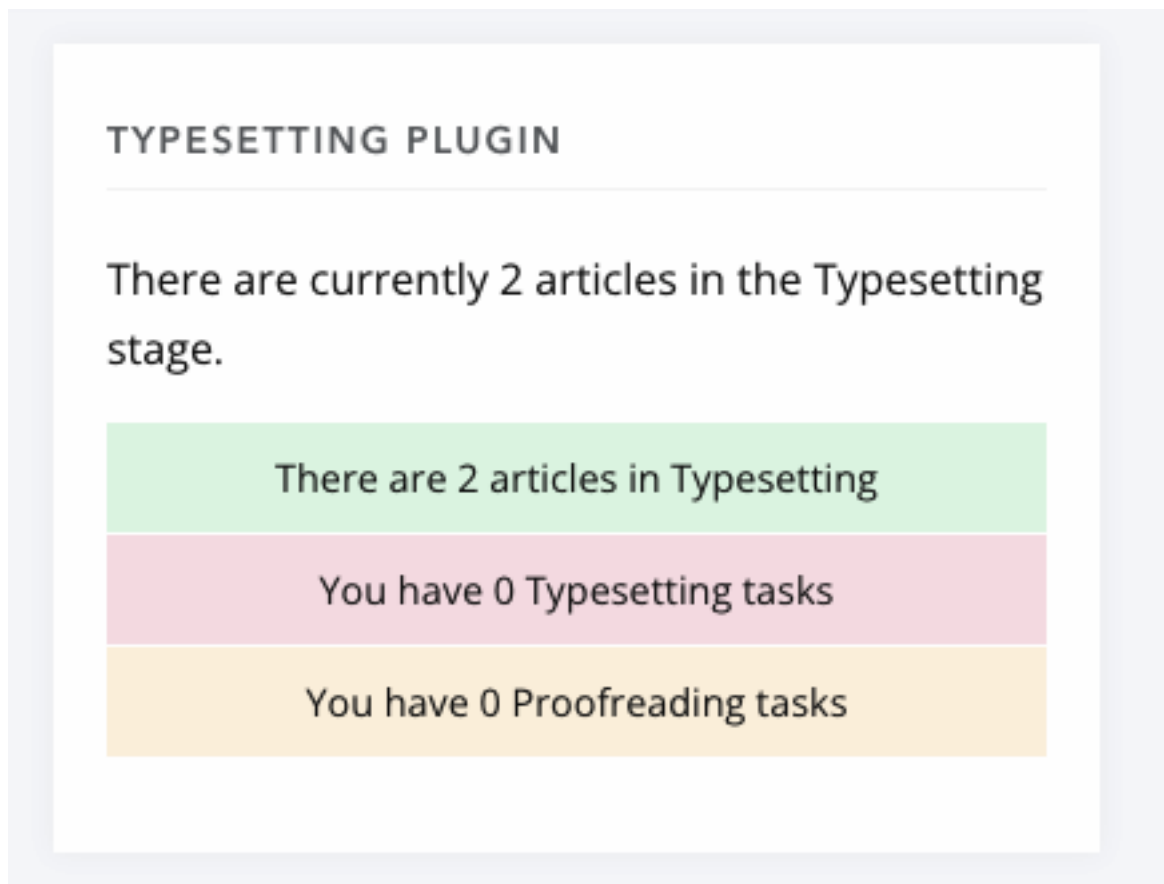 TYPESETTING PLUGIN
There are currently 2 articles in the Typesetting
stage.
There are 2 articles in Typesetting
You have 0 Typesetting tasks
You have 0 Proofreading tasks